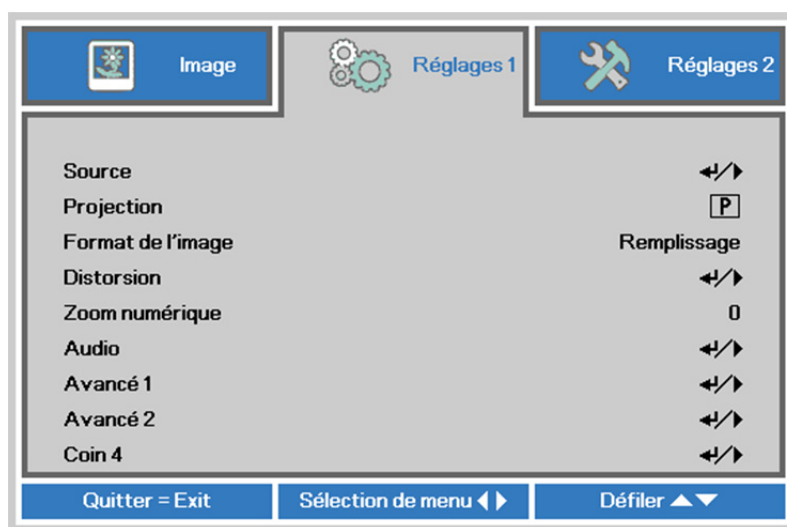 Image
Réglages 1
Réglages 2
Source
Projection P
Format de l'image Remplissage
Distorsion
Zoom numérique 0
Audio
Avancé 1
Avancé 2
Coin 4
Quitter = Exit
Sélection de menu
Défiler